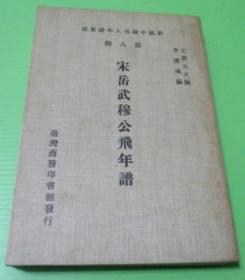 新編中國名人年譜集成
第八輯
宋岳武穆公飛年譜
王雲五主編
李漢魂編
臺灣商務印書館發行